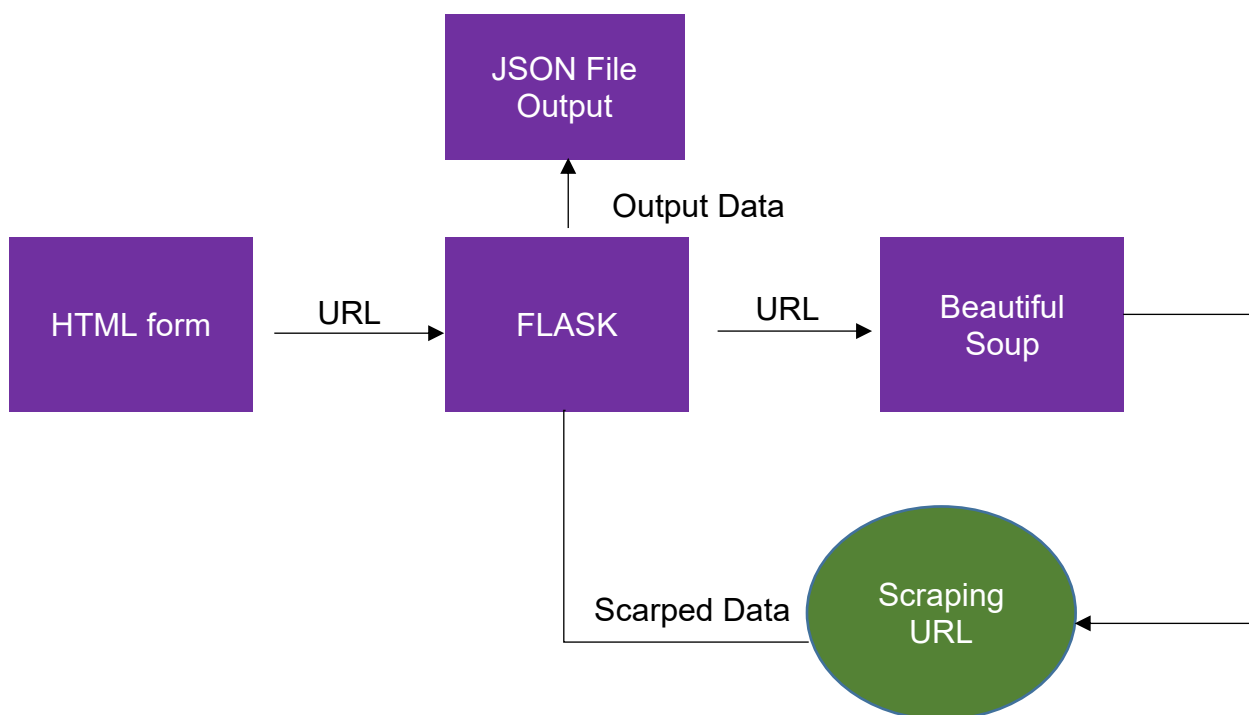 JSON File
Output
Output Data
HTML form
URL
FLASK
URL
Beautiful
Soup
Scarped Data
Scraping
URL